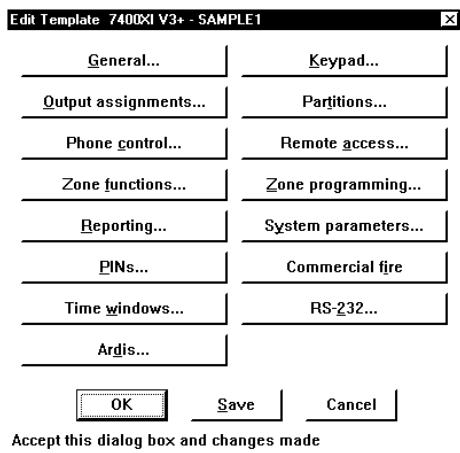 Edit Template 7400XI V3+ - SAMPLE1
General... Keypad...
Output assignments... Partitions...
Phone control... Remote access...
Zone functions... Zone programming...
Reporting... System parameters...
PINs... Commercial fire
Time windows... RS-232...
Ardis...
OK Save Cancel
Accept this dialog box and changes made